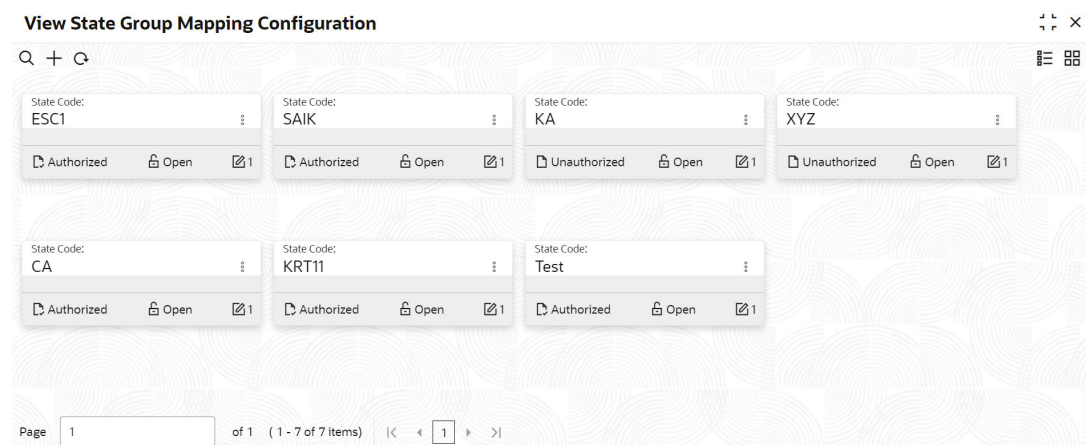 View State Group Mapping Configuration
State Code: State Code: State Code: State Code:
ESC1 SAIK KA XYZ
Authorized Open 1 Authorized Open 1 Unauthorized Open 1 Unauthorized Open 1
State Code: State Code: State Code:
CA KRT11 Test
Authorized Open 1 Authorized Open 1 Authorized Open 1
Page 1 of 1 (1 - 7 of 7 items) 1